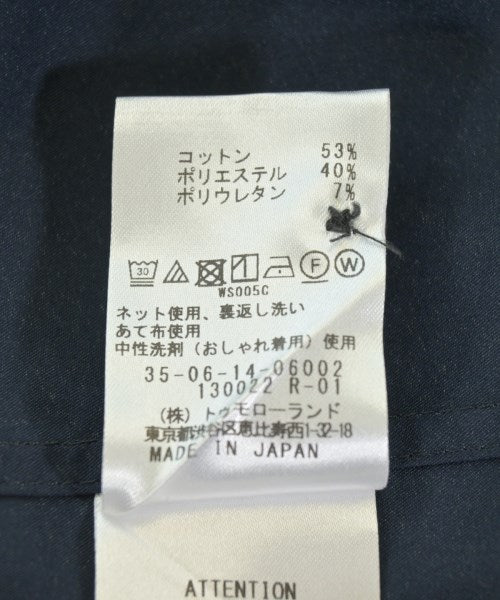 コットン 53%
ポリエステル 40%
ポリウレタン 7%
30 F W
WS005C
ネット使用、裏返し洗い
あて布使用
中性洗剤（おしゃれ着用）使用
35-06-14-06002
130022 R-01
（株）トゥモローランド
東京都渋谷区恵比寿西1-32-18
MADE IN JAPAN
ATTENTION